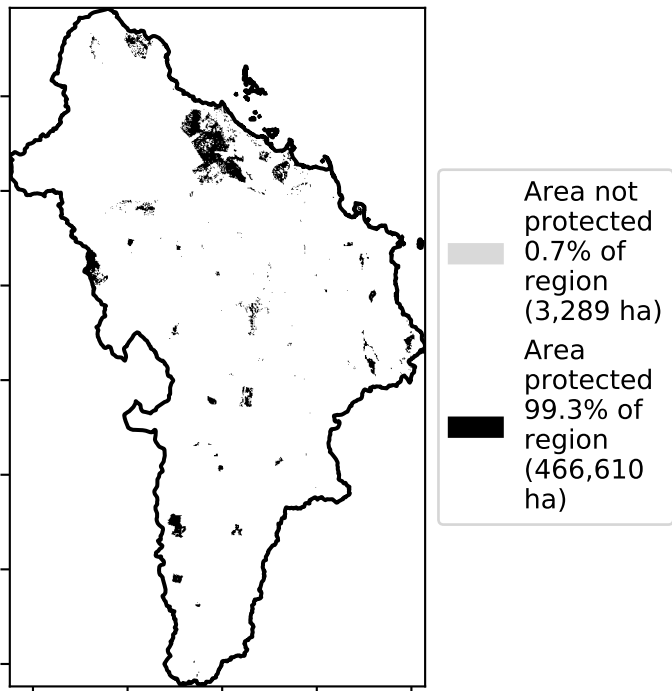 Area not
protected
0.7% of
region
(3,289 ha)
Area
protected
99.3% of
region
(466,610
ha)